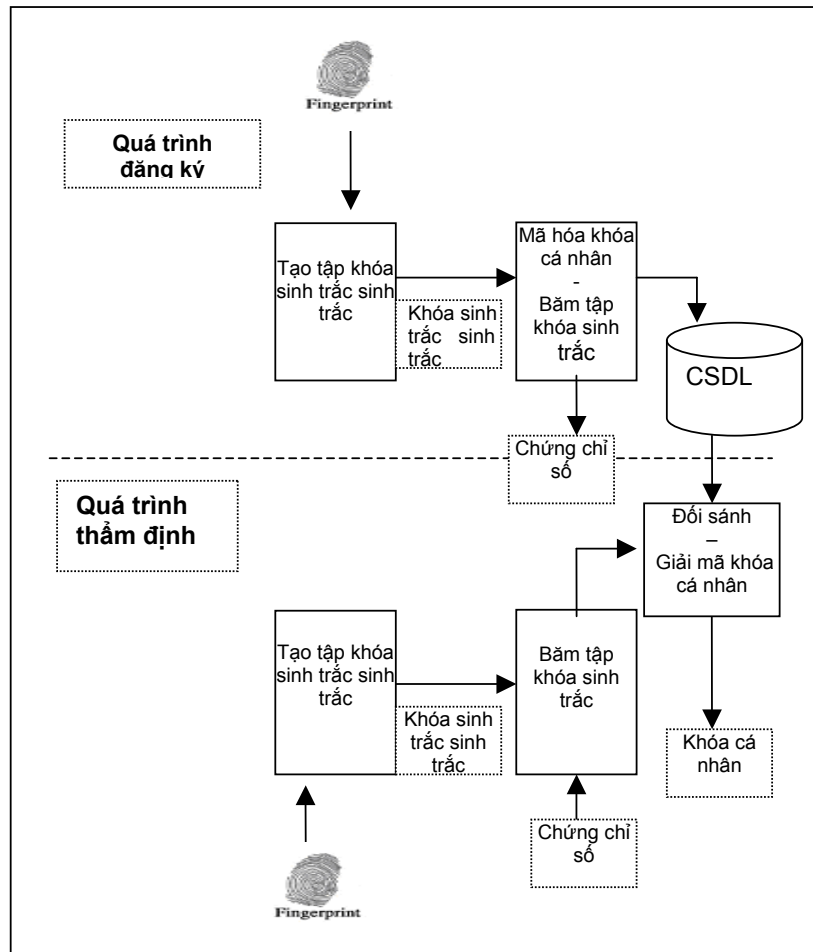 Fingerprint
Quá trình
đăng ký
Tạo tập khóa
sinh trắc sinh
trắc
Khóa sinh
trắc sinh
trắc
Mã hóa khóa
cá nhân
-
Băm tập
khóa sinh
trắc
CSDL
Chứng chỉ
số
Quá trình
thẩm định
Đối sánh
–
Giải mã khóa
cá nhân
Tạo tập khóa
sinh trắc sinh
trắc
Khóa sinh
trắc sinh
trắc
Băm tập
khóa sinh
trắc
Khóa cá
nhân
Chứng chỉ
số
Fingerprint